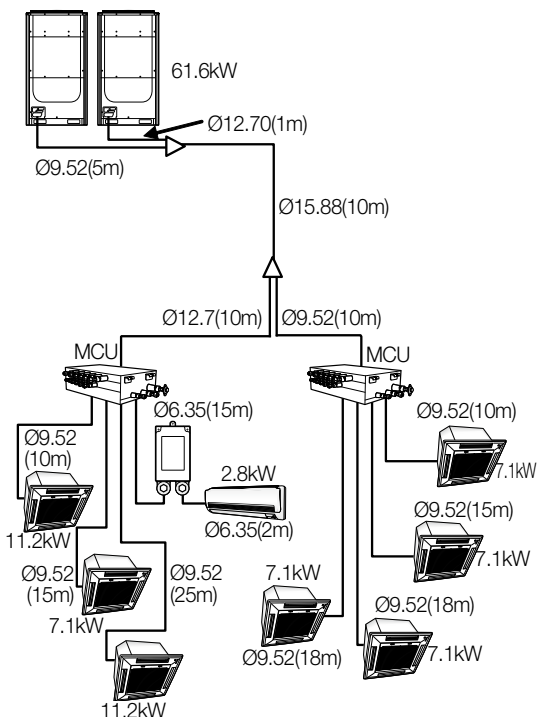 61.6kW
Ø12.70(1m)
Ø9.52(5m)
Ø15.88(10m)
Ø12.7(10m)
Ø9.52(10m)
MCU
MCU
Ø6.35(15m)
Ø9.52(10m)
Ø9.52
(10m)
2.8kW
7.1kW
Ø9.52(15m)
Ø6.35(2m)
11.2kW
Ø9.52
(15m)
Ø9.52
(25m)
7.1kW
7.1kW
Ø9.52(18m)
7.1kW
Ø9.52(18m)
7.1kW
11.2kW